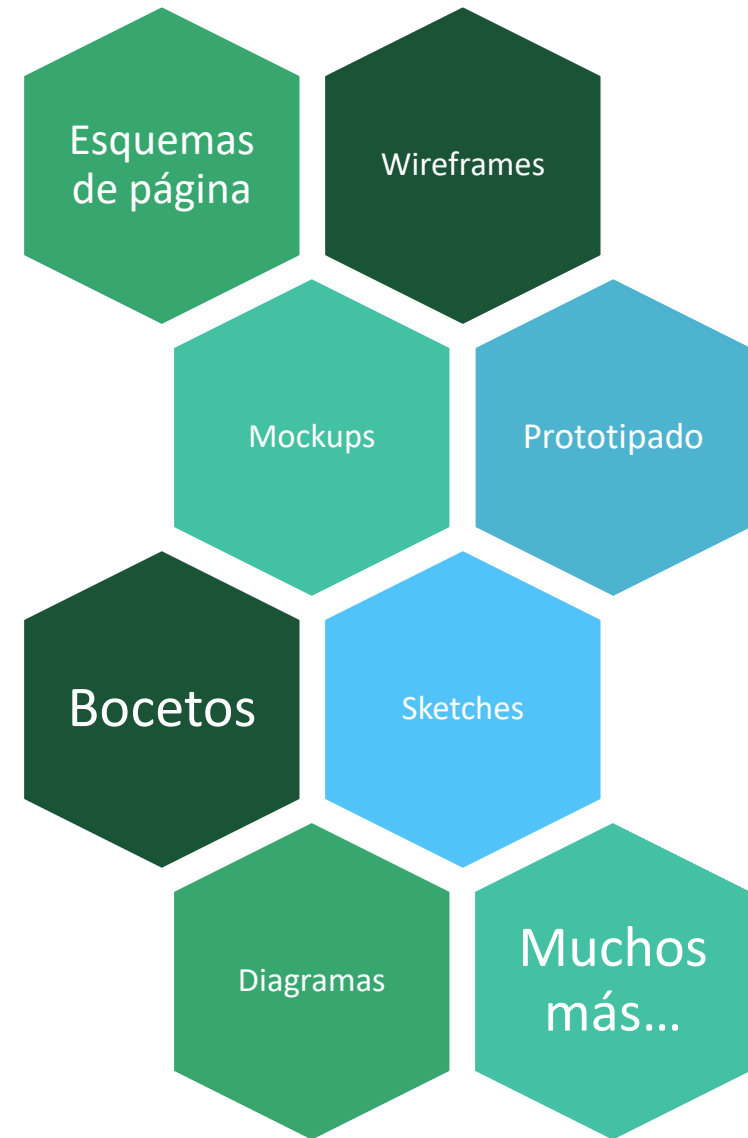 Esquemas
de página
Wireframes
Mockups
Prototipado
Bocetos
Sketches
Diagramas
Muchos
más...